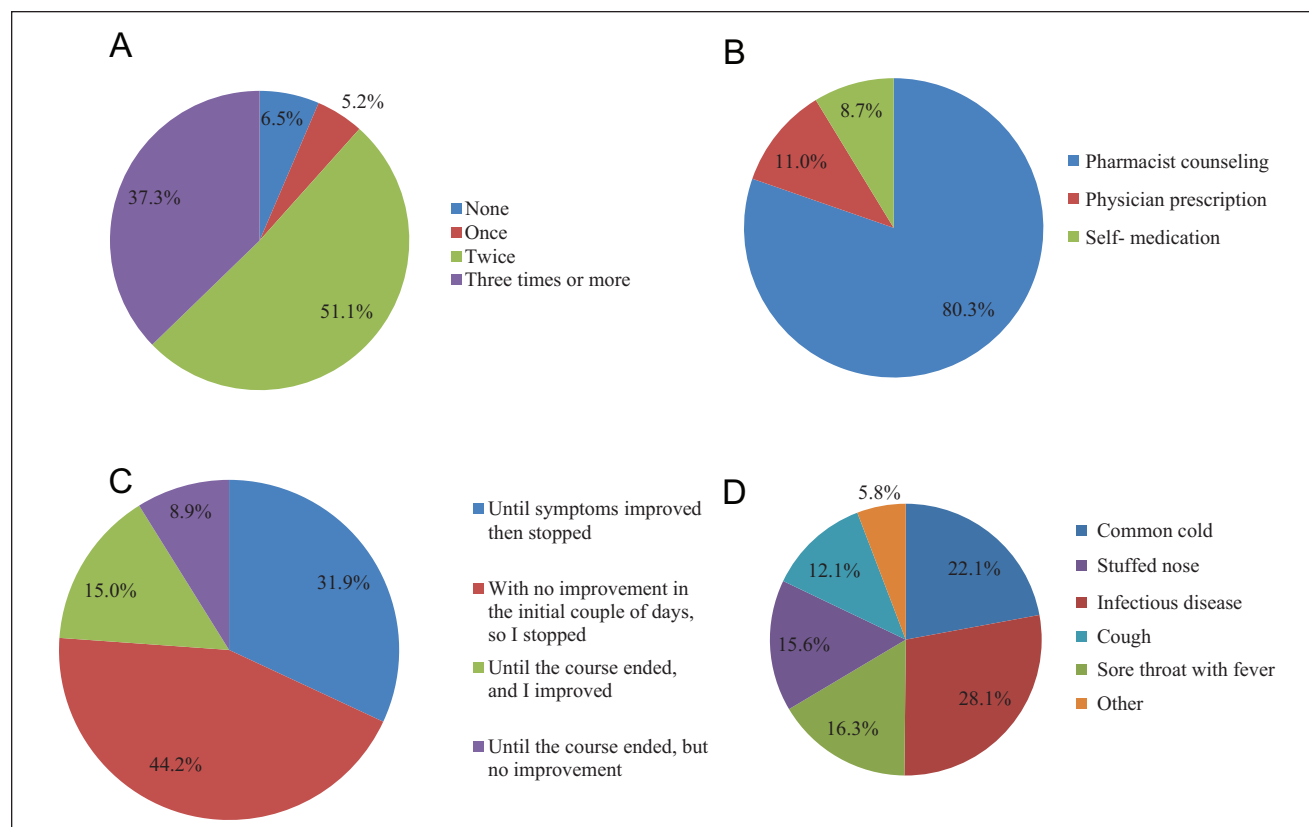 A
6.5%
5.2%
51.1%
37.3%
None
Once
Twice
Three times or more
B
8.7%
11.0%
80.3%
Pharmacist counseling
Physician prescription
Self- medication
C
8.9%
31.9%
15.0%
44.2%
Until symptoms improved
then stopped
With no improvement in
the initial couple of days,
so I stopped
Until the course ended,
and I improved
Until the course ended, but
no improvement
D
5.8%
22.1%
12.1%
15.6%
28.1%
16.3%
Common cold
Stuffed nose
Infectious disease
Cough
Sore throat with fever
Other